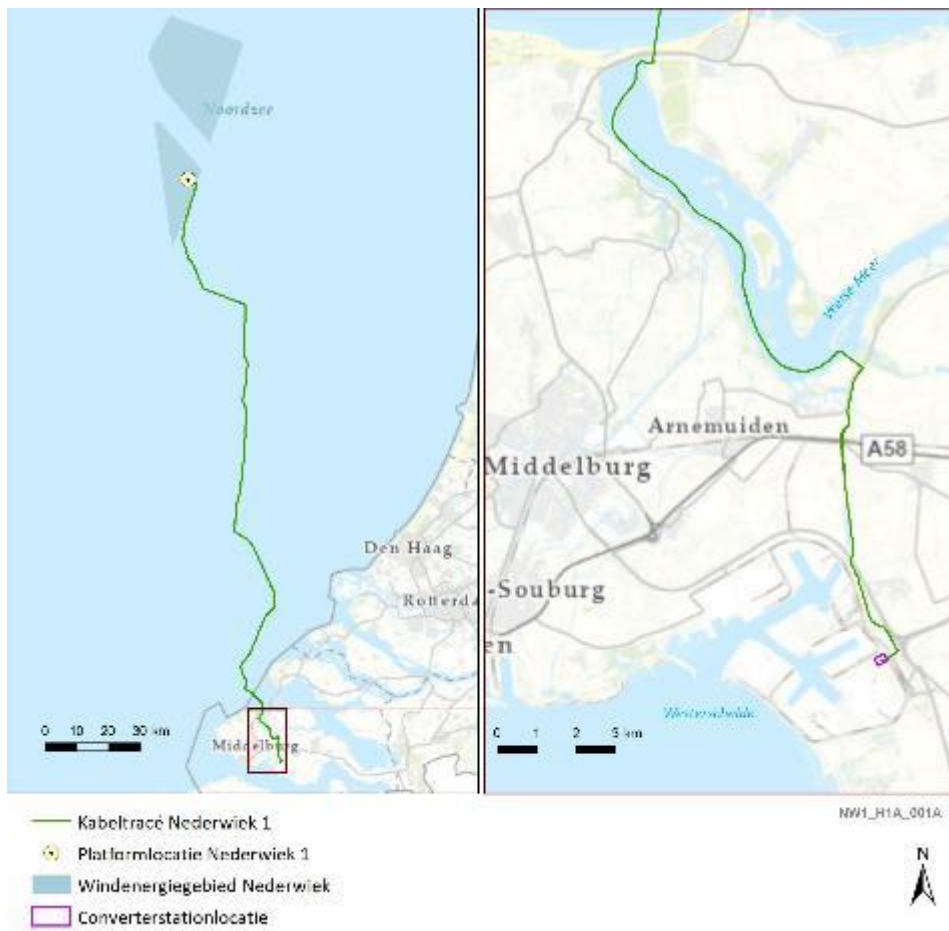 Noordzee
Den Haag
Rotterda
0 10 20 30 km
Middelburg
Veerse Meer
Arnemuiden
A58
Middelburg
-Souburg
en
Westerschelde
0 1 2 3 km
NW1_H1A_001A
Kabeltracé Nederwiek 1
Platformlocatie Nederwiek 1
Windenergiegebied Nederwiek
Converterstationlocatie
N